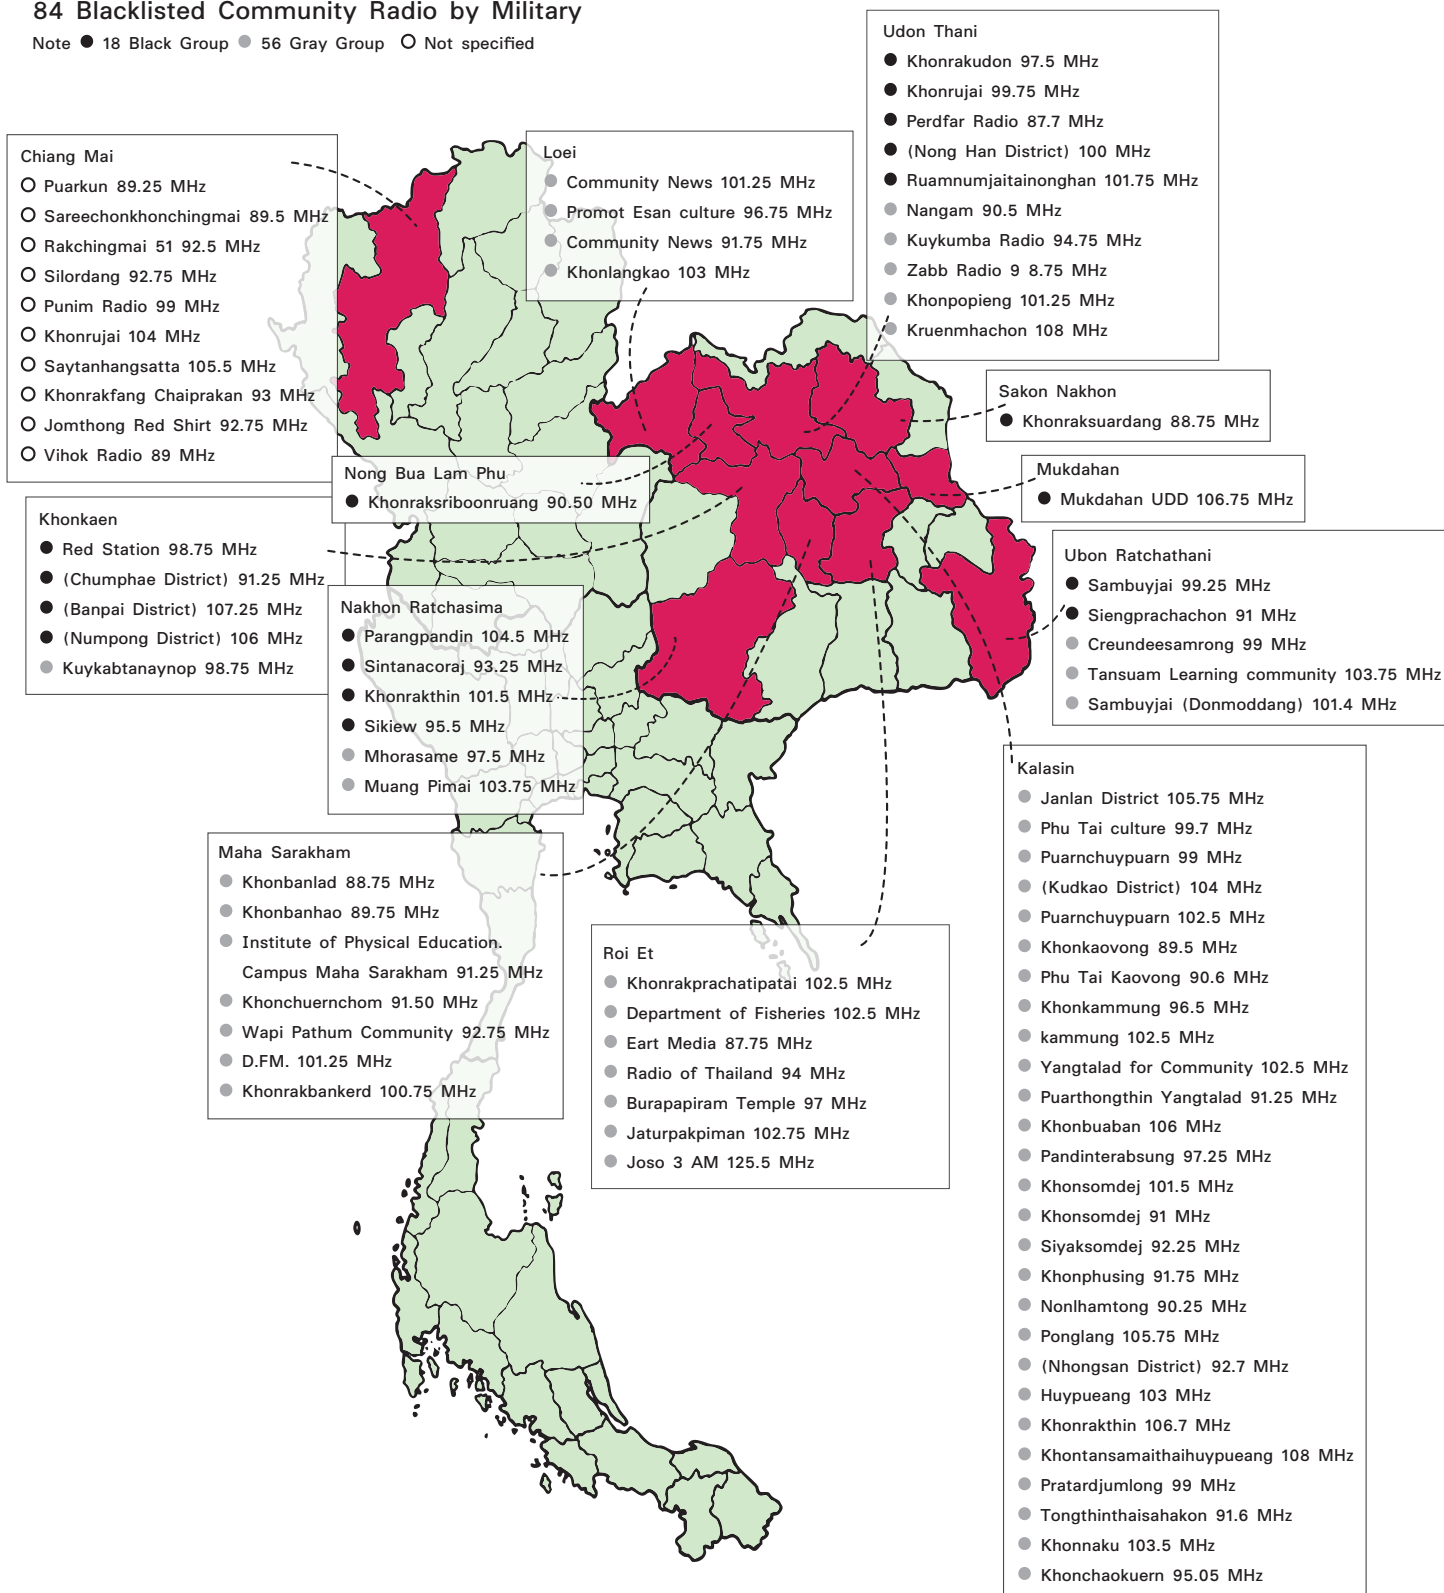 84 Blacklisted Community Radio by Military
Note 18 Black Group 56 Gray Group Not specified
Chiang Mai
Puarkun 89.25 MHz
Sareechonkhonchingmai 89.5 MHz
Rakchingmai 51 92.5 MHz
Silordang 92.75 MHz
Punim Radio 99 MHz
Khonrujai 104 MHz
Saytanhangsatta 105.5 MHz
Khonrakfang Chaiprakan 93 MHz
Jomthong Red Shirt 92.75 MHz
Vihok Radio 89 MHz
Loei
Community News 101.25 MHz
Promot Esan culture 96.75 MHz
Community News 91.75 MHz
Khonlangkao 103 MHz
Udon Thani
Khonrakudon 97.5 MHz
Khonrujai 99.75 MHz
Perdfar Radio 87.7 MHz
(Nong Han District) 100 MHz
Ruamnumjaitainonghan 101.75 MHz
Nangam 90.5 MHz
Kuykumba Radio 94.75 MHz
Zabb Radio 9 8.75 MHz
Khonpopieng 101.25 MHz
Kruenmhachon 108 MHz
Sakon Nakhon
Khonraksuardang 88.75 MHz
Nong Bua Lam Phu
Khonraksriboonruang 90.50 MHz
Mukdahan
Mukdahan UDD 106.75 MHz
Khonkaen
Red Station 98.75 MHz
(Chumphae District) 91.25 MHz
(Banpai District) 107.25 MHz
(Numpong District) 106 MHz
Kuykabtanaynop 98.75 MHz
Ubon Ratchathani
Sambuyjai 99.25 MHz
Siengprachachon 91 MHz
Creundeesamrong 99 MHz
Tansuam Learning community 103.75 MHz
Sambuyjai (Donmoddang) 101.4 MHz
Nakhon Ratchasima
Parangpandin 104.5 MHz
Sintanacoraj 93.25 MHz
Khonrakthin 101.5 MHz
Sikiew 95.5 MHz
Mhorasame 97.5 MHz
Muang Pimai 103.75 MHz
Maha Sarakham
Khonbanlad 88.75 MHz
Khonbanhao 89.75 MHz
Institute of Physical Education.
Campus Maha Sarakham 91.25 MHz
Khonchuernchom 91.50 MHz
Wapi Pathum Community 92.75 MHz
D.FM. 101.25 MHz
Khonrakbankerd 100.75 MHz
Roi Et
Khonrakprachatipatai 102.5 MHz
Department of Fisheries 102.5 MHz
Eart Media 87.75 MHz
Radio of Thailand 94 MHz
Burapapiram Temple 97 MHz
Jaturpakpiman 102.75 MHz
Joso 3 AM 125.5 MHz
Kalasin
Janlan District 105.75 MHz
Phu Tai culture 99.7 MHz
Puarnchuypuarn 99 MHz
(Kudkao District) 104 MHz
Puarnchuypuarn 102.5 MHz
Khonkaovong 89.5 MHz
Phu Tai Kaovong 90.6 MHz
Khonkammung 96.5 MHz
kammung 102.5 MHz
Yangtalad for Community 102.5 MHz
Puarthongthin Yangtalad 91.25 MHz
Khonbuaban 106 MHz
Pandinterabsung 97.25 MHz
Khonsomdej 101.5 MHz
Khonsomdej 91 MHz
Siyaksomdej 92.25 MHz
Khonphusing 91.75 MHz
Nonlhamtong 90.25 MHz
Ponglang 105.75 MHz
(Nhongsan District) 92.7 MHz
Huypueang 103 MHz
Khonrakthin 106.7 MHz
Khontansamaithaihuypueang 108 MHz
Pratardjumlong 99 MHz
Tongthinthaisahakon 91.6 MHz
Khonnaku 103.5 MHz
Khonchaokuern 95.05 MHz